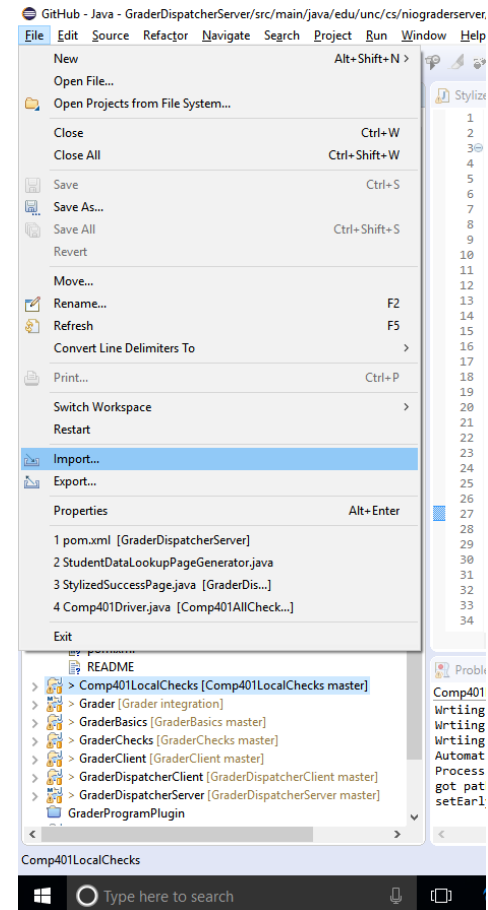 GitHub - Java - GraderDispatcherServer/src/main/java/edu/unc/cs/niograderserver/
File Edit Source Refactor Navigate Search Project Run Window Help
New Alt+Shift+N >
Open File...
Open Projects from File System...
Close Ctrl+W
Close All Ctrl+Shift+W
Save Ctrl+S
Save As...
Save All Ctrl+Shift+S
Revert
Move...
Rename... F2
Refresh F5
Convert Line Delimiters To >
Print... Ctrl+P
Switch Workspace >
Restart
Import...
Export...
Properties Alt+Enter
1 pom.xml [GraderDispatcherServer]
2 StudentDataLookupPageGenerator.java
3 StylizedSuccessPage.java [GraderDis...]
4 Comp401Driver.java [Comp401AllCheck...]
Exit
Stylize
1
2
3
4
5
6
7
8
9
10
11
12
13
14
15
16
17
18
19
20
21
22
23
24
25
26
27
28
29
30
31
32
33
34
pom.xml
README
> Comp401LocalChecks [Comp401LocalChecks master]
> Grader [Grader integration]
> GraderBasics [GraderBasics master]
> GraderChecks [GraderChecks master]
> GraderClient [GraderClient master]
> GraderDispatcherClient [GraderDispatcherClient master]
> GraderDispatcherServer [GraderDispatcherServer master]
GraderProgramPlugin
Proble
Comp401
Wrtiing
Wrtiing
Wrtiing
Automat
Process
got pat
setEarl
Comp401LocalChecks
Type here to search